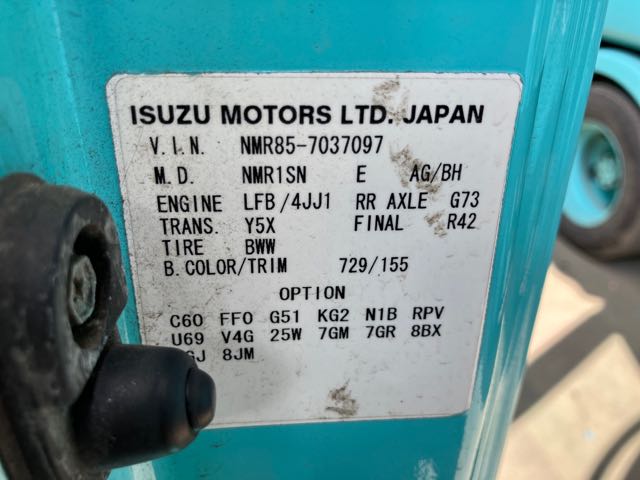 ISUZU MOTORS LTD. JAPAN
V.I.N. NMR85-7037097
M.D. NMR1SN E AG/BH
ENGINE LFB/4JJ1 RR AXLE G73
TRANS. Y5X FINAL R42
TIRE BWW
B.COLOR/TRIM 729/155
OPTION
C60 FF0 G51 KG2 N1B RPV
U69 V4G 25W 7GM 7GR 8BX
8JM